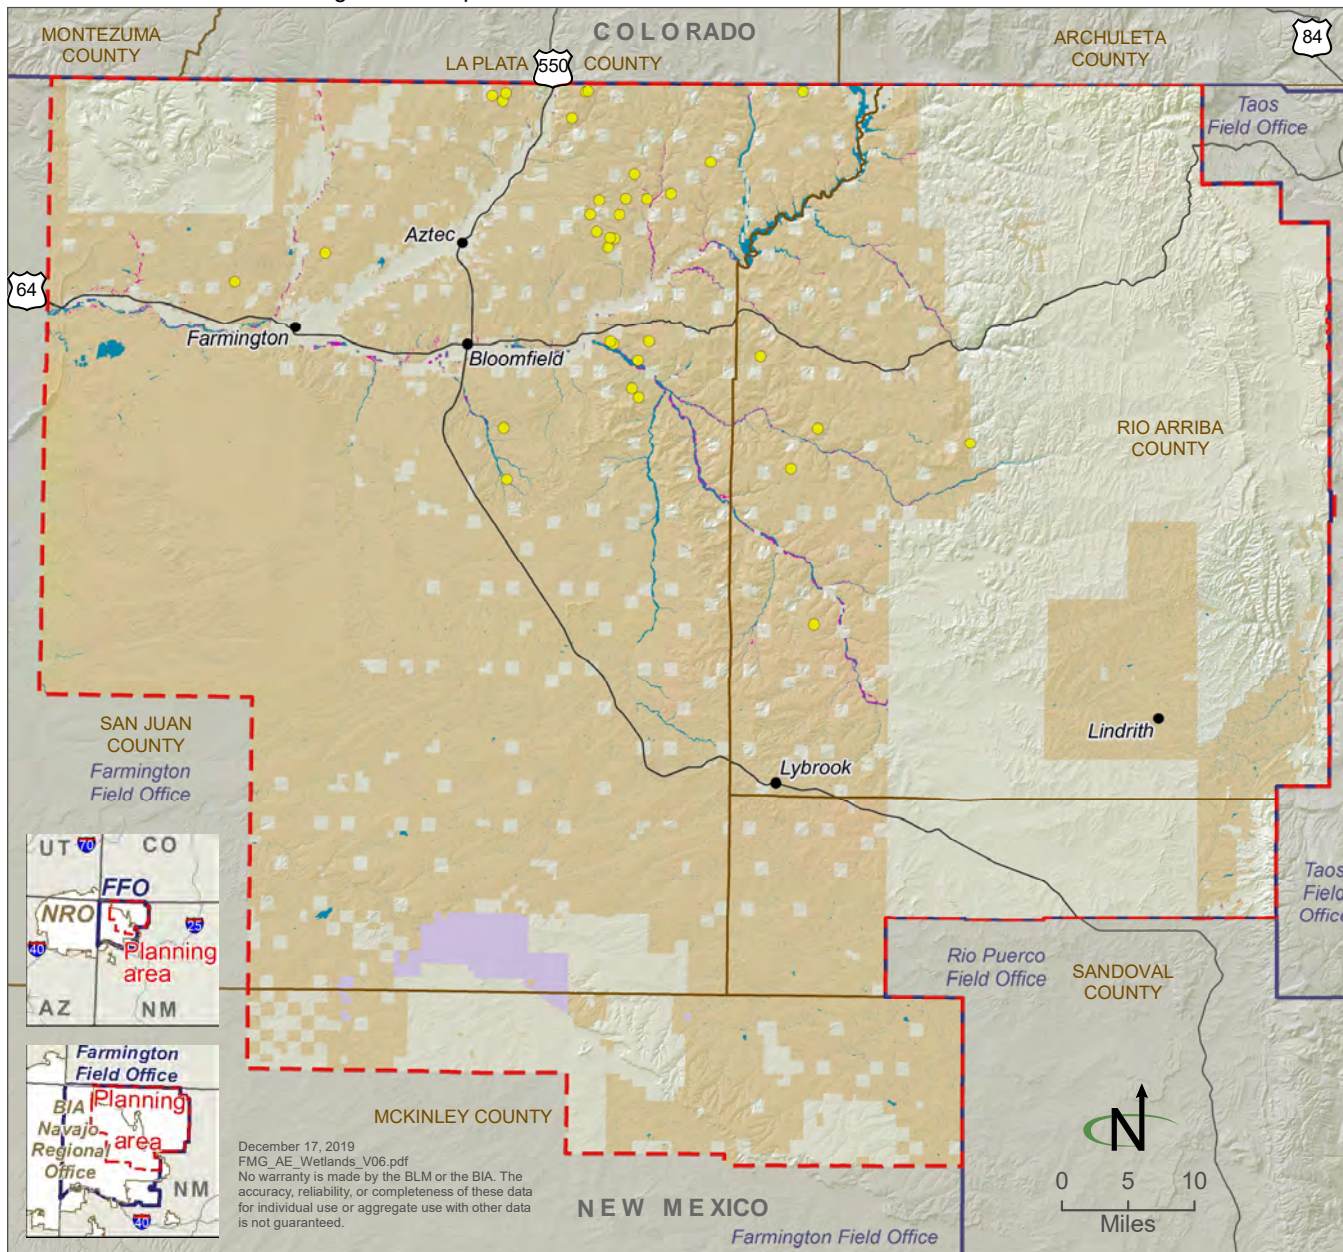 COLORADO
MONTEZUMA
COUNTY
LA PLATA
550
COUNTY
ARCHULETA
COUNTY
84
Taos
Field Office
Aztec
64
Farmington
Bloomfield
RIO ARRIBA
COUNTY
Lindrith
Lybrook
SAN JUAN
COUNTY
Farmington
Field Office
UT
70
CO
FFO
NRO
25
40
Planning
area
AZ
NM
Taos
Field
Office
Rio Puerco
Field Office
SANDOVAL
COUNTY
Farmington
Field Office
Planning
area
BIA
Navajo
Regional
Office
NM
40
MCKINLEY COUNTY
December 17, 2019
FMG_AE_Wetlands_V06.pdf
No warranty is made by the BLM or the BIA. The
accuracy, reliability, or completeness of these data
for individual use or aggregate use with other data
is not guaranteed.
NEW MEXICO
Farmington Field Office
N
0 5 10
Miles